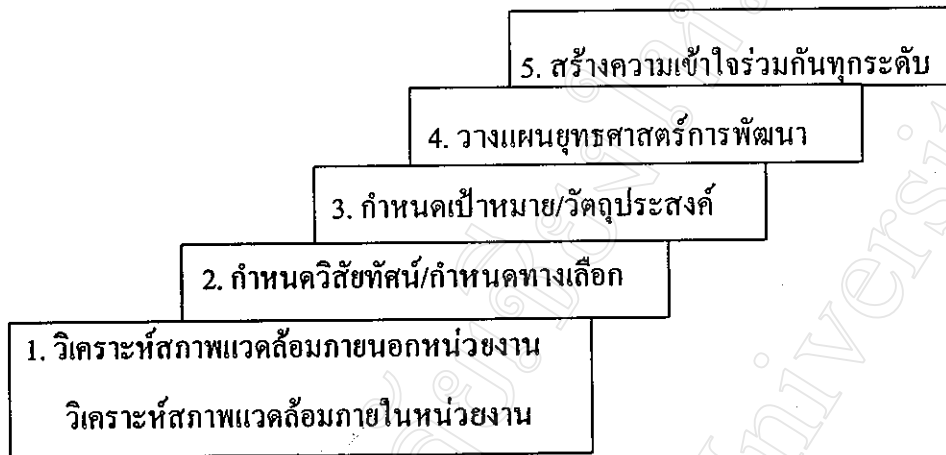 5. สร้างความเข้าใจร่วมกันทุกระดับ
4. วางแผนยุทธศาสตร์การพัฒนา
3. กำหนดเป้าหมาย/วัตถุประสงค์
2. กำหนดวิสัยทัศน์/กำหนดทางเลือก
1. วิเคราะห์สภาพแวดล้อมภายนอกหน่วยงาน
วิเคราะห์สภาพแวดล้อมภายในหน่วยงาน